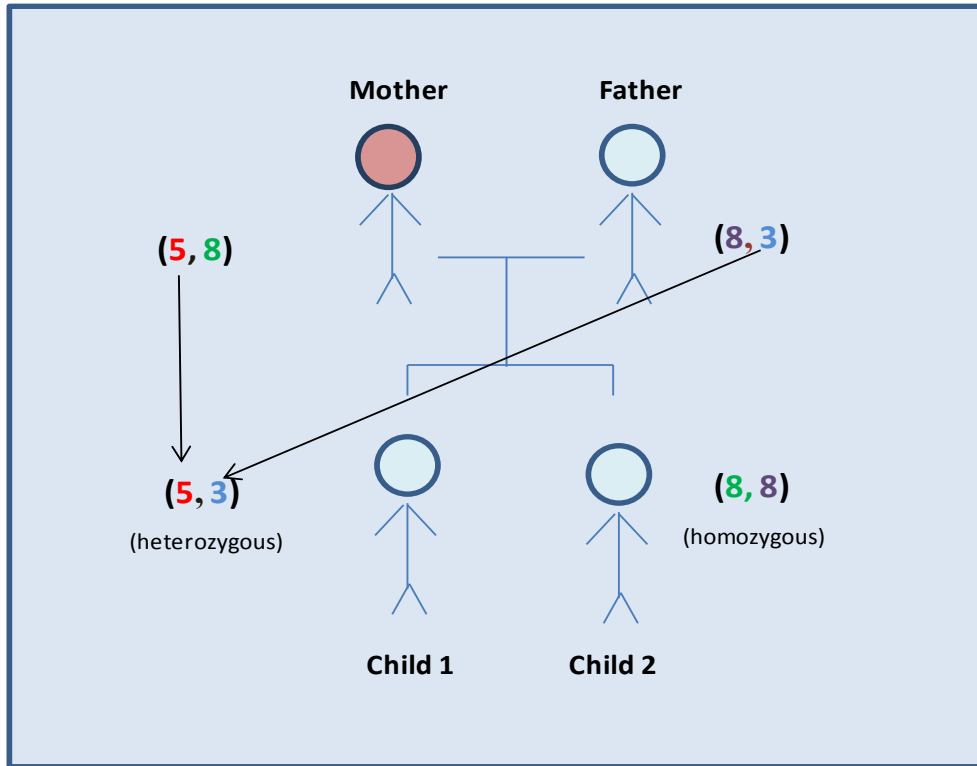 Mother Father
(5, 8) (8, 3)
(5, 3) (8, 8)
(heterozygous) (homozygous)
Child 1 Child 2